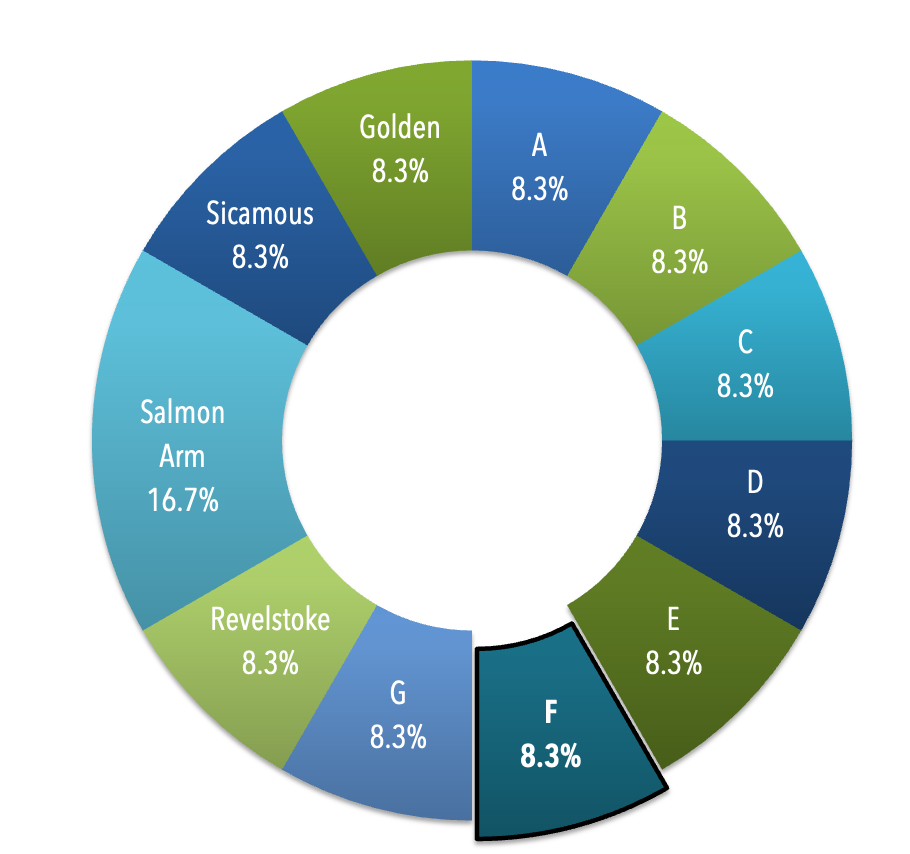 Golden
8.3%
A
8.3%
B
8.3%
C
8.3%
D
8.3%
E
8.3%
F
8.3%
G
8.3%
Revelstoke
8.3%
Salmon
Arm
16.7%
Sicamous
8.3%